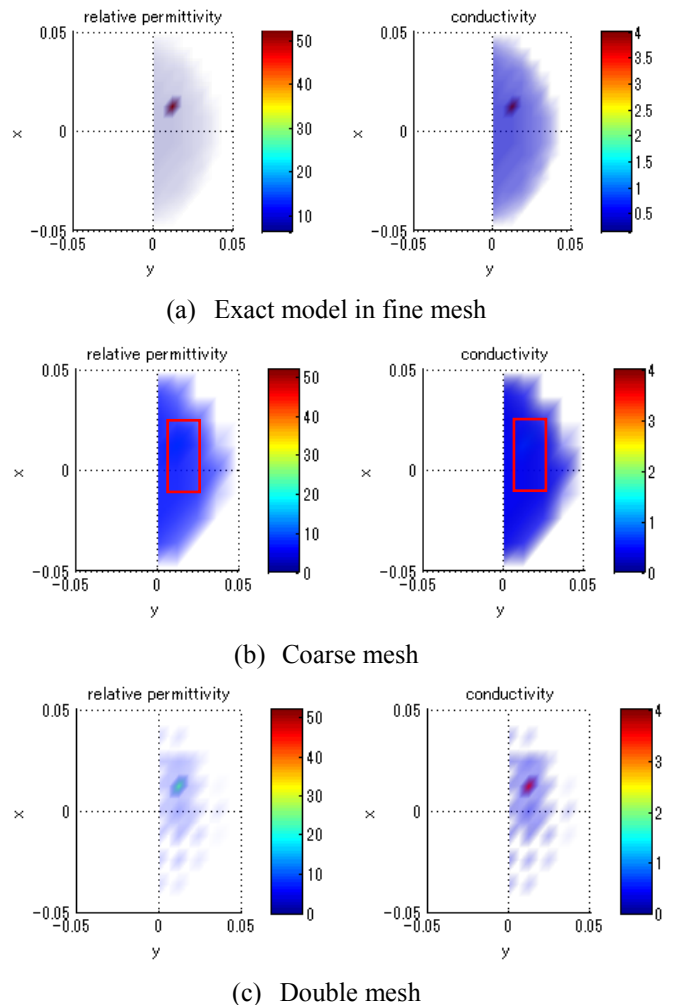 relative permittivity
conductivity
0.05
0
-0.05
x
-0.05 0 0.05
y
50
40
30
20
10
0.05
0
-0.05
x
-0.05 0 0.05
y
4
3.5
3
2.5
2
1.5
1
0.5
(a) Exact model in fine mesh
relative permittivity
conductivity
0.05
0
-0.05
x
-0.05 0 0.05
y
50
40
30
20
10
0
0.05
0
-0.05
x
-0.05 0 0.05
y
4
3
2
1
0
(b) Coarse mesh
relative permittivity
conductivity
0.05
0
-0.05
x
-0.05 0 0.05
y
50
40
30
20
10
0
0.05
0
-0.05
x
-0.05 0 0.05
y
4
3
2
1
0
(c) Double mesh